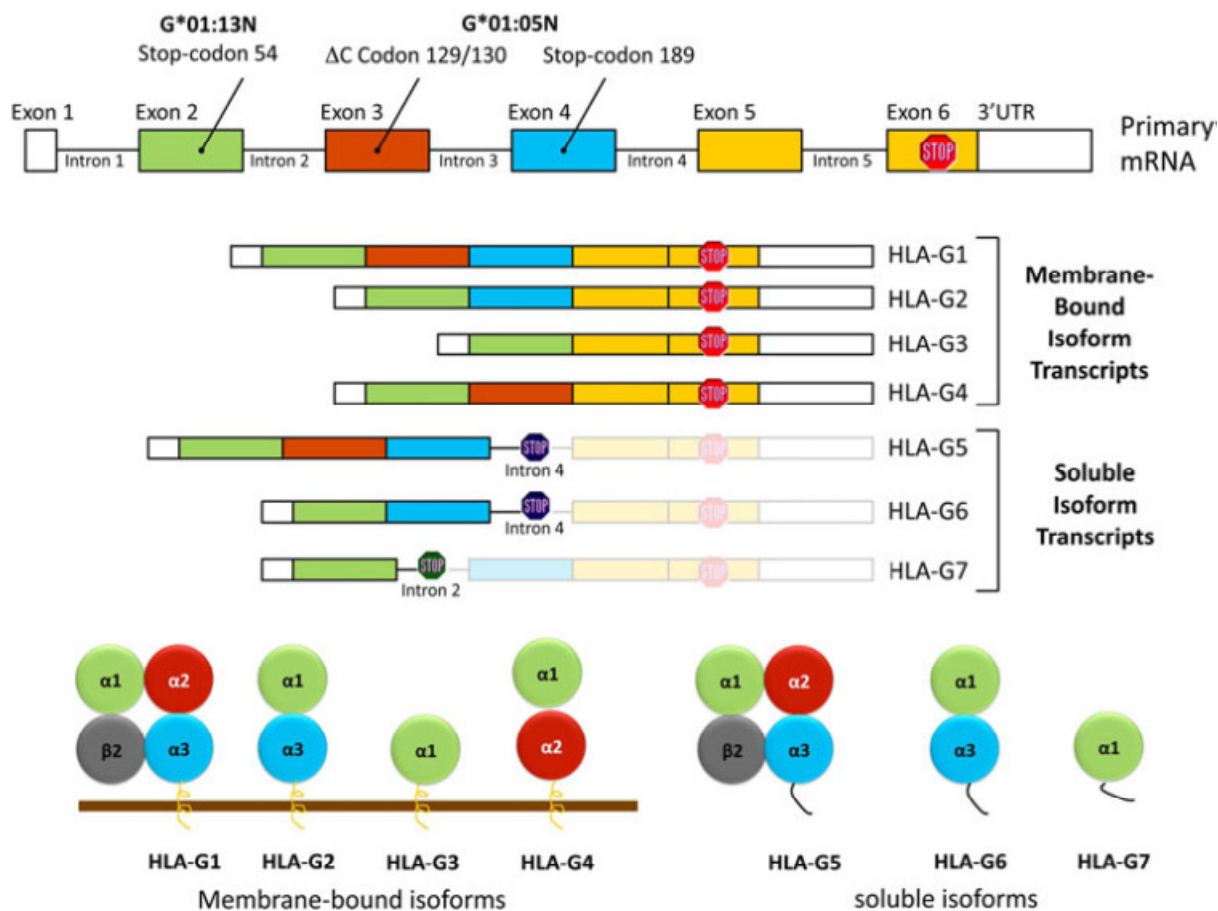 G*01:13N
Stop-codon 54
G*01:05N
ΔC Codon 129/130
Stop-codon 189
Exon 1
Exon 2
Exon 3
Exon 4
Exon 5
Exon 6
3'UTR
STOP
Intron 1
Intron 2
Intron 3
Intron 4
Intron 5
Primary
mRNA
STOP
HLA-G1
STOP
HLA-G2
STOP
HLA-G3
STOP
HLA-G4
Membrane-
Bound
Isoform
Transcripts
STOP
Intron 4
STOP
HLA-G5
STOP
Intron 4
STOP
HLA-G6
STOP
Intron 2
STOP
HLA-G7
Soluble
Isoform
Transcripts
α1 α2
β2 α3
α1
α3
α1
α1
α2
α1 α2
β2 α3
α1
α3
α1
HLA-G1
HLA-G2
HLA-G3
HLA-G4
HLA-G5
HLA-G6
HLA-G7
Membrane-bound isoforms
soluble isoforms